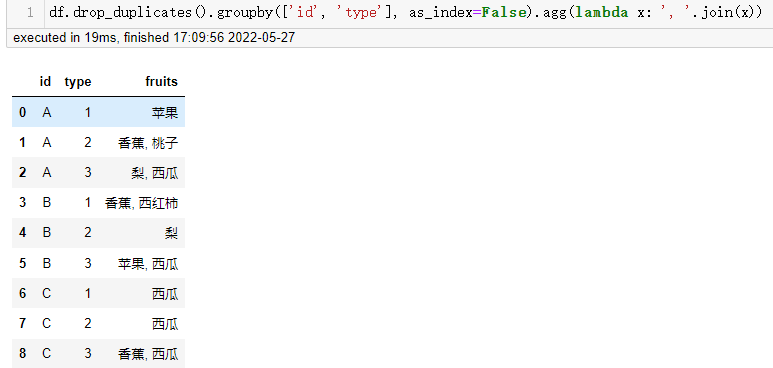 1 df.drop_duplicates().groupby(['id', 'type'], as_index=False).agg(lambda x: ', '.join(x))
executed in 19ms, finished 17:09:56 2022-05-27
id type fruits
0 A 1 苹果
1 A 2 香蕉, 桃子
2 A 3 梨, 西瓜
3 B 1 香蕉, 西红柿
4 B 2 梨
5 B 3 苹果, 西瓜
6 C 1 西瓜
7 C 2 西瓜
8 C 3 香蕉, 西瓜